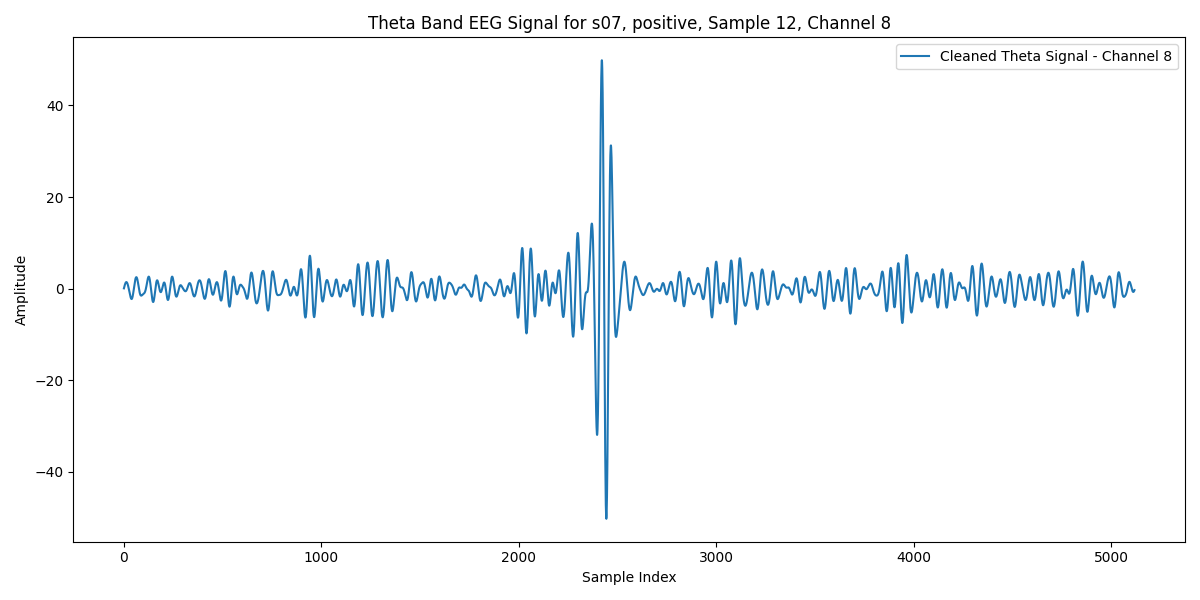 Theta Band EEG Signal for s07, positive, Sample 12, Channel 8
Cleaned Theta Signal - Channel 8
40
20
0
−20
−40
Amplitude
0 1000 2000 3000 4000 5000
Sample Index